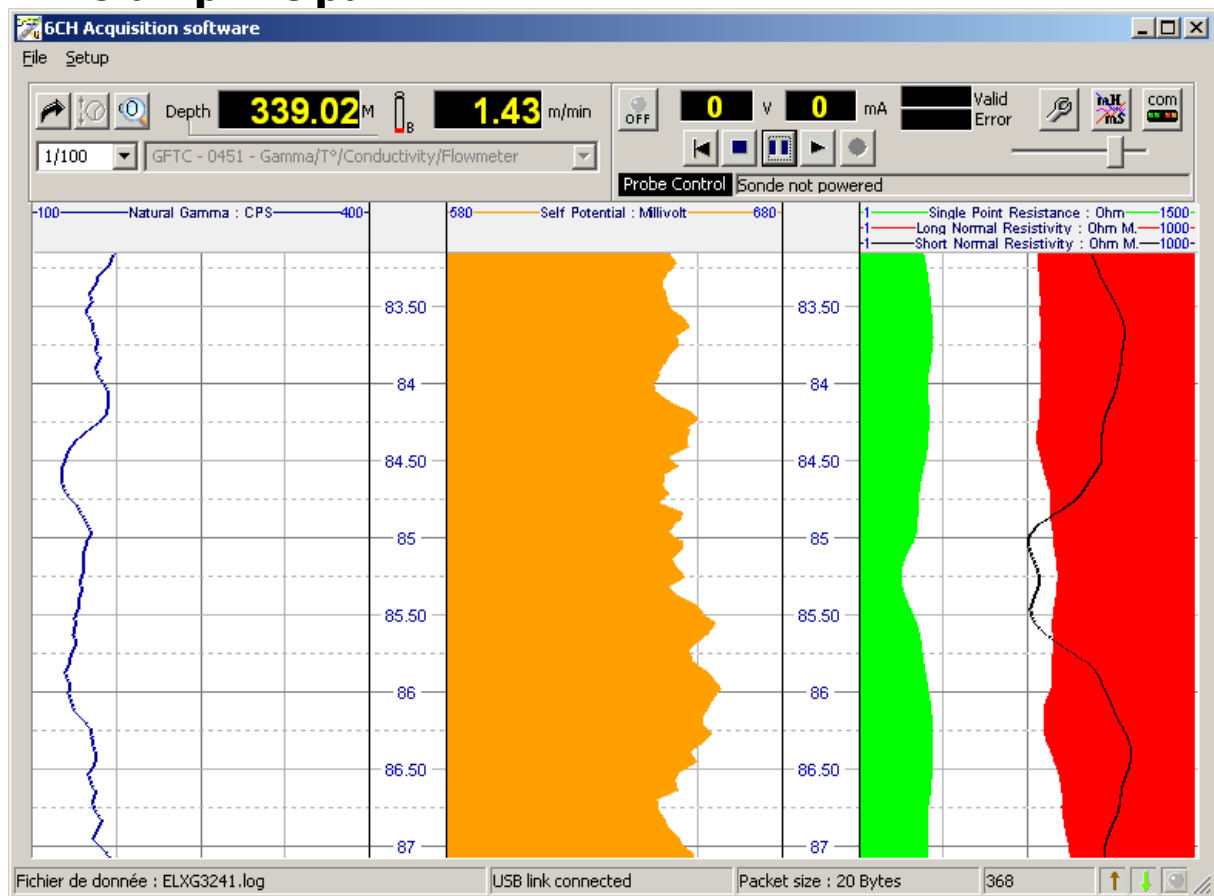 6CH Acquisition software
File Setup
Depth 339.02 M B 1.43 m/min
OFF 0 V 0 mA Valid
Error
com
1/100 GFTC - 0451 - Gamma/T°/Conductivity/Flowmeter
Probe Control Sonde not powered
100 Natural Gamma : CPS 400
580 Self Potential : Millivolt 680
1 Single Point Resistance : Ohm 1500
1 Long Normal Resistivity : Ohm M. 1000
1 Short Normal Resistivity : Ohm M. 1000
83.50 83.50
84 84
84.50 84.50
85 85
85.50 85.50
86 86
86.50 86.50
87 87
Fichier de donnée : ELXG3241.log USB link connected Packet size : 20 Bytes 368